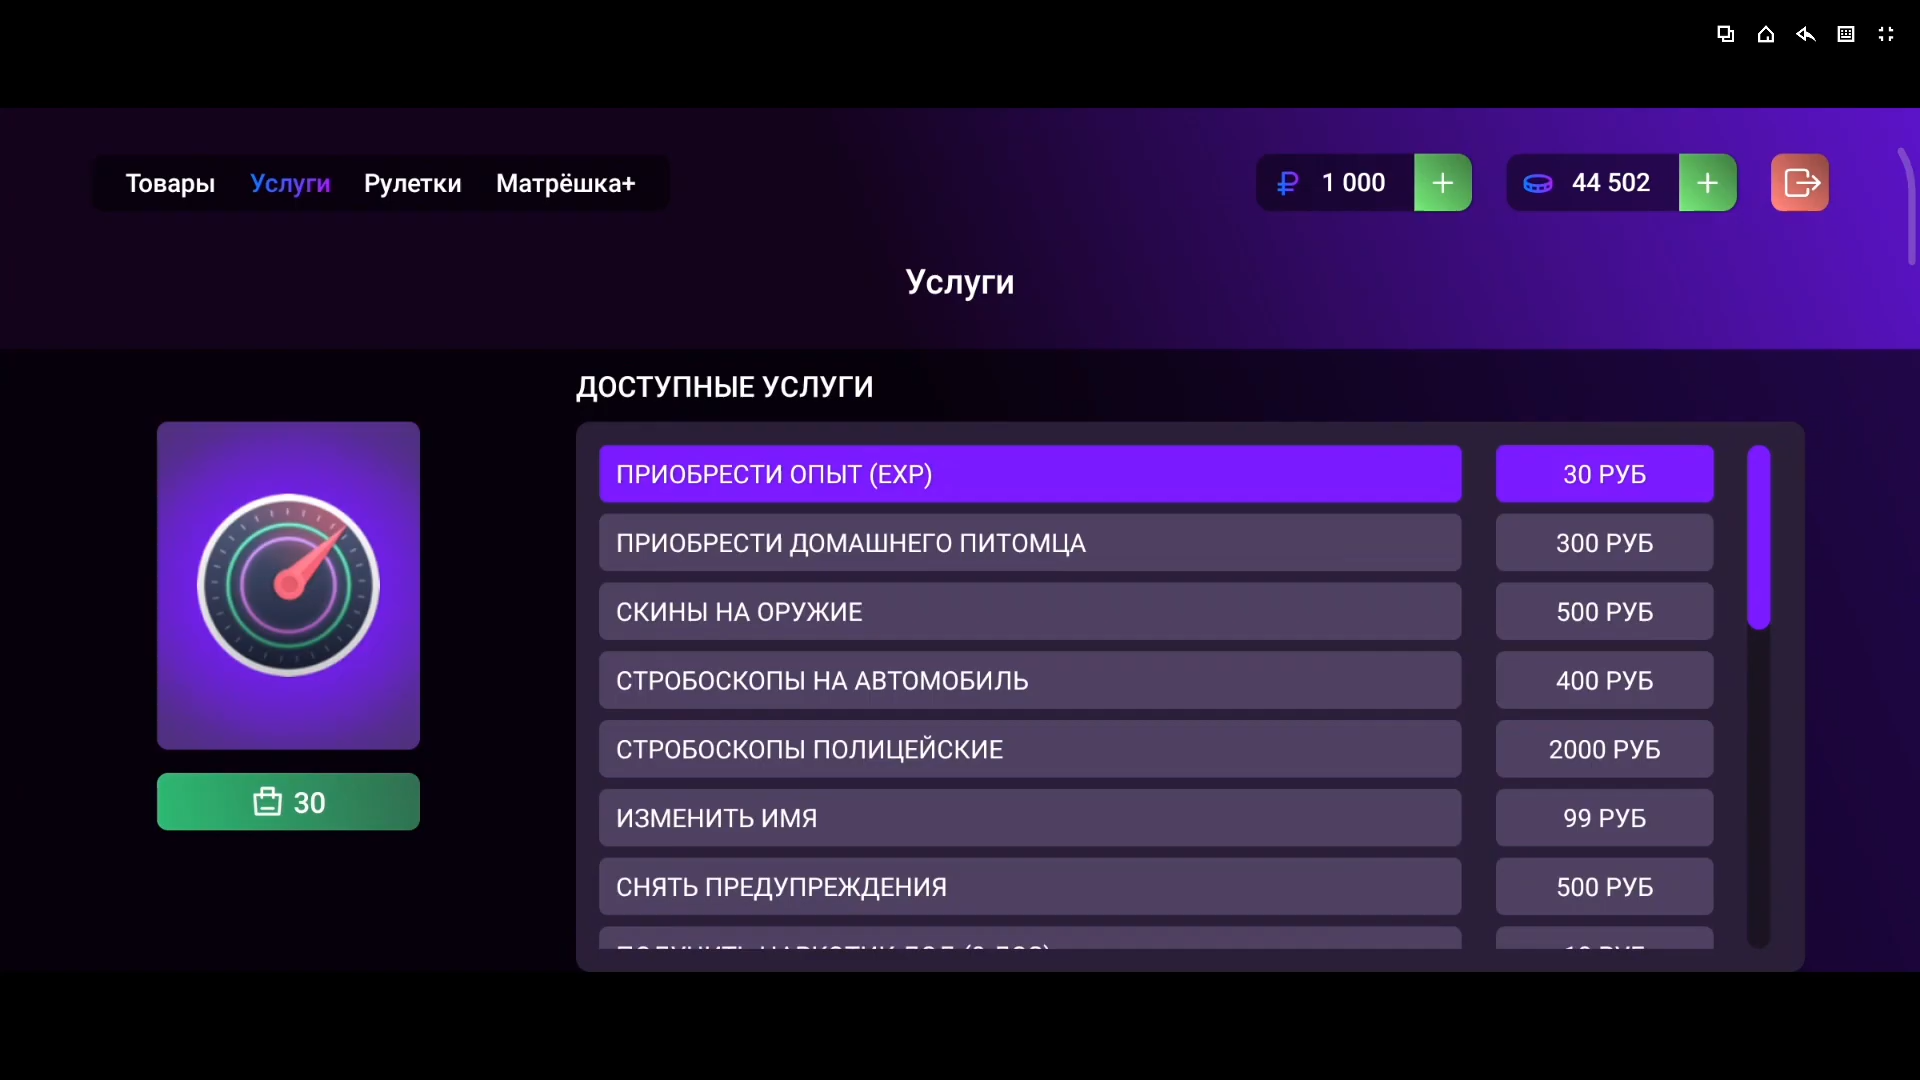 Товары Услуги Рулетки Матрёшка+ 1 000 44 502
Услуги
ДОСТУПНЫЕ УСЛУГИ
ПРИОБРЕСТИ ОПЫТ (EXP) 30 РУБ
ПРИОБРЕСТИ ДОМАШНЕГО ПИТОМЦА 300 РУБ
СКИНЫ НА ОРУЖИЕ 500 РУБ
СТРОБОСКОПЫ НА АВТОМОБИЛЬ 400 РУБ
СТРОБОСКОПЫ ПОЛИЦЕЙСКИЕ 2000 РУБ
ИЗМЕНИТЬ ИМЯ 99 РУБ
СНЯТЬ ПРЕДУПРЕЖДЕНИЯ 500 РУБ
30